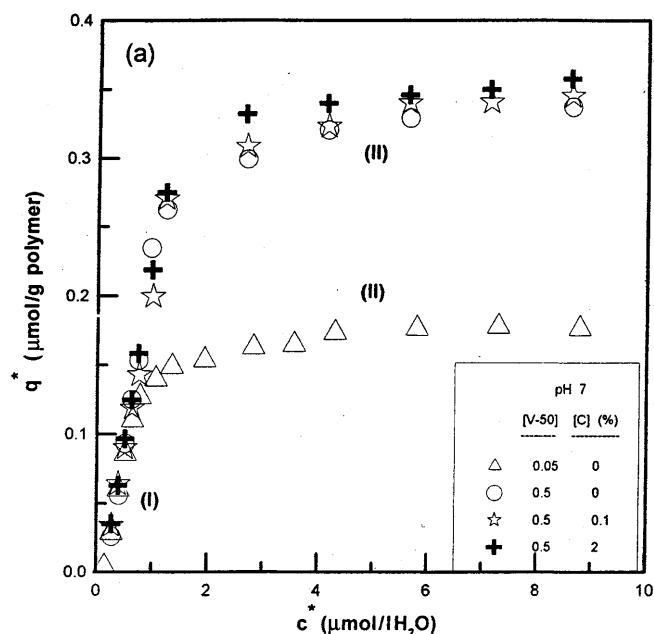 (a)
0.4
0.3
0.2
0.1
0.0
q* (μmol/g polymer)
(II)
(II)
(I)
pH 7
[V-50] [C] (%)
0.05 0
0.5 0
0.5 0.1
0.5 2
0 2 4 6 8 10
c* (μmol/lH₂O)